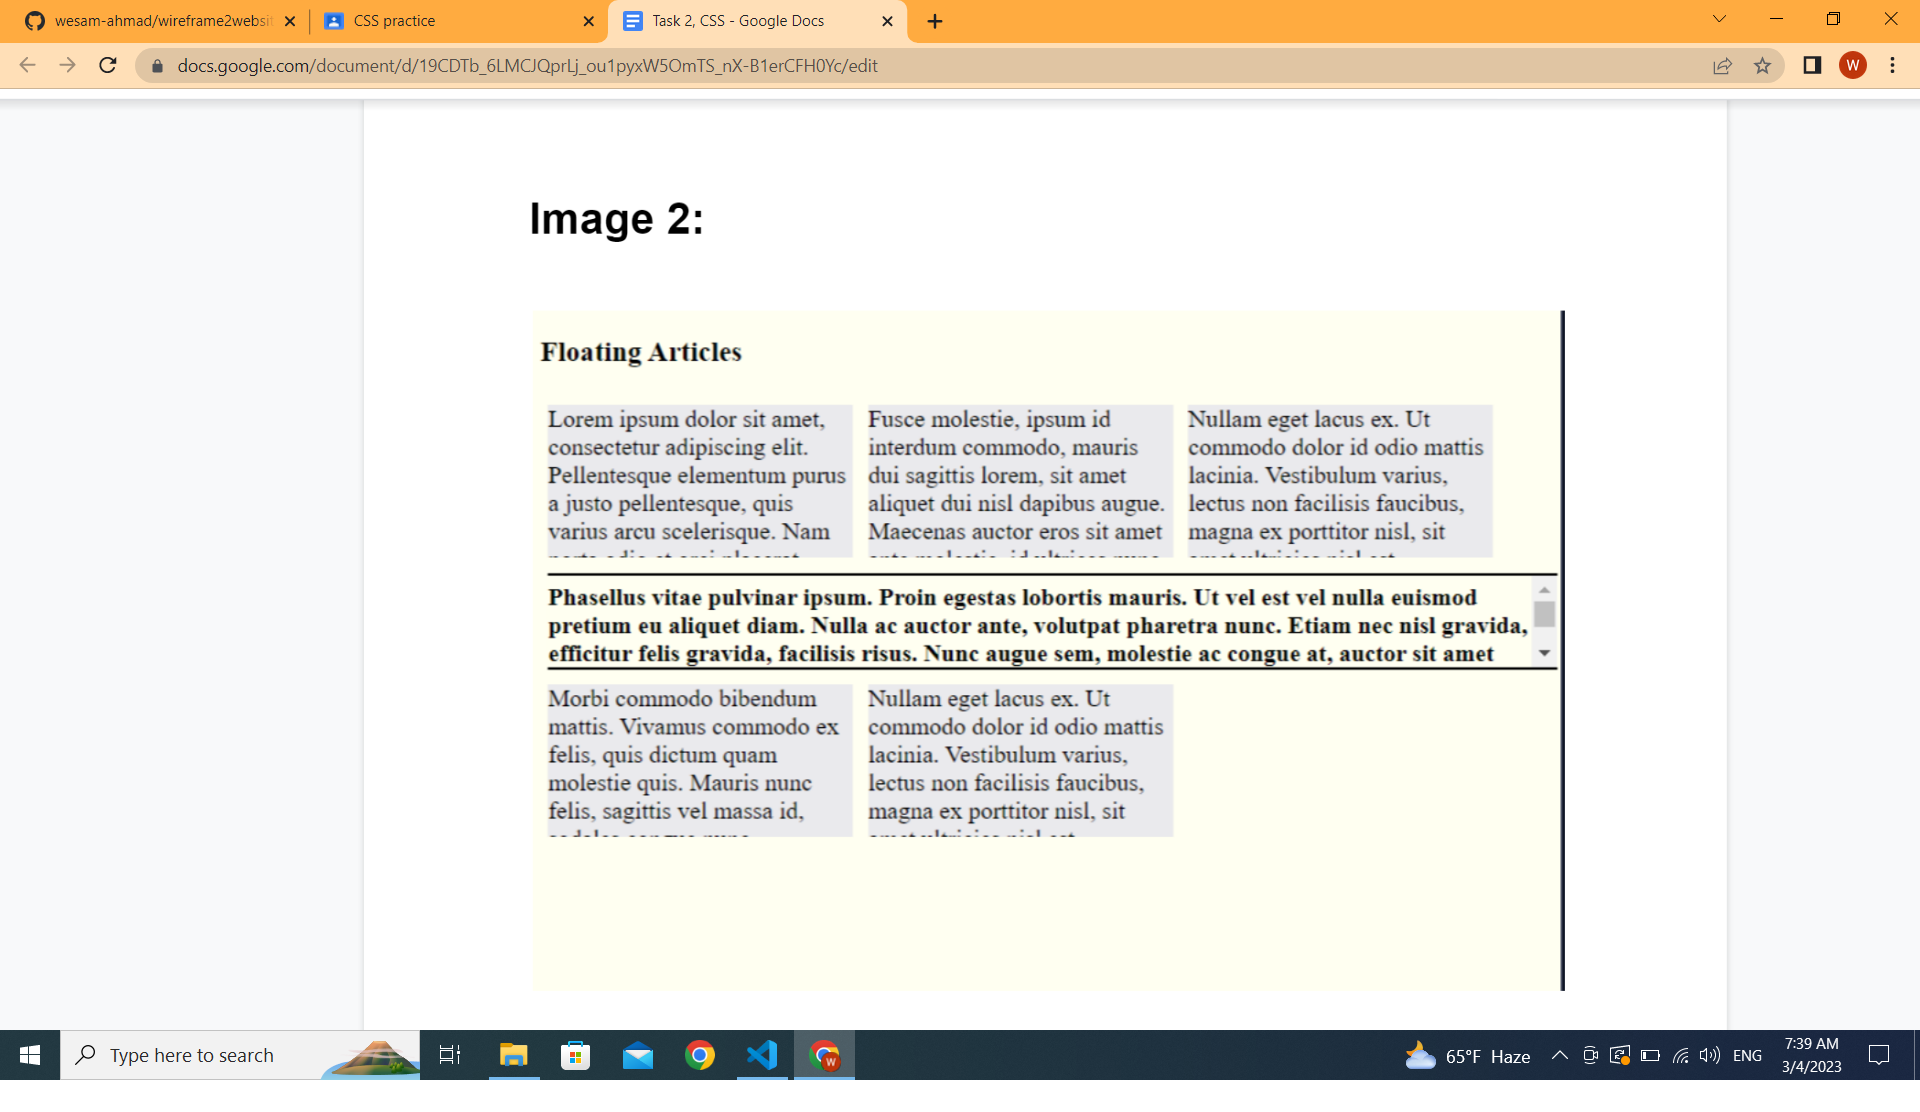 wesam-ahmad/wireframe2websit
CSS practice
Task 2, CSS - Google Docs
docs.google.com/document/d/19CDTb_6LMCJQprLj_ou1pyxW5OmTS_nX-B1erCFH0Yc/edit
W
Image 2:
Floating Articles
Lorem ipsum dolor sit amet,
consectetur adipiscing elit.
Pellentesque elementum purus
a justo pellentesque, quis
varius arcu scelerisque. Nam
Fusce molestie, ipsum id
interdum commodo, mauris
dui sagittis lorem, sit amet
aliquet dui nisl dapibus augue.
Maecenas auctor eros sit amet
Nullam eget lacus ex. Ut
commodo dolor id odio mattis
lacinia. Vestibulum varius,
lectus non facilisis faucibus,
magna ex porttitor nisl, sit
Phasellus vitae pulvinar ipsum. Proin egestas lobortis mauris. Ut vel est vel nulla euismod
pretium eu aliquet diam. Nulla ac auctor ante, volutpat pharetra nunc. Etiam nec nisl gravida,
efficitur felis gravida, facilisis risus. Nunc augue sem, molestie ac congue at, auctor sit amet
Morbi commodo bibendum
mattis. Vivamus commodo ex
felis, quis dictum quam
molestie quis. Mauris nunc
felis, sagittis vel massa id,
Nullam eget lacus ex. Ut
commodo dolor id odio mattis
lacinia. Vestibulum varius,
lectus non facilisis faucibus,
magna ex porttitor nisl, sit
Type here to search
W
65°F Haze
ENG
7:39 AM
3/4/2023